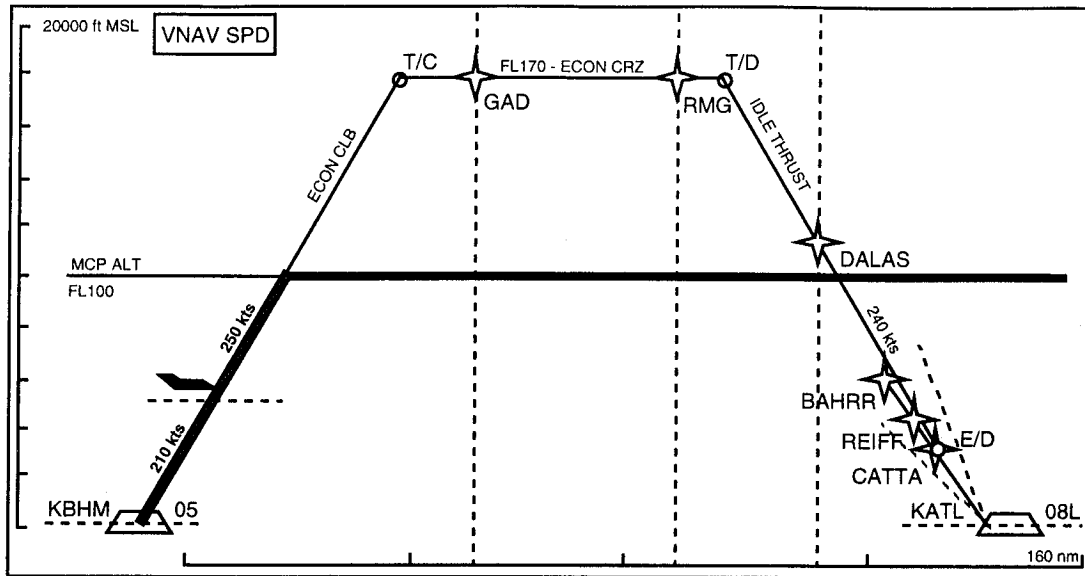 20000 ft MSL
VNAV SPD
T/C
FL170 - ECON CRZ
T/D
GAD
RMG
ECON CLB
IDLE THRUST
DALAS
MCP ALT
FL100
250 kts
240 kts
210 kts
BAHRR
REIFF
E/D
CATTA
KBHM
05
KATL
08L
160 nm